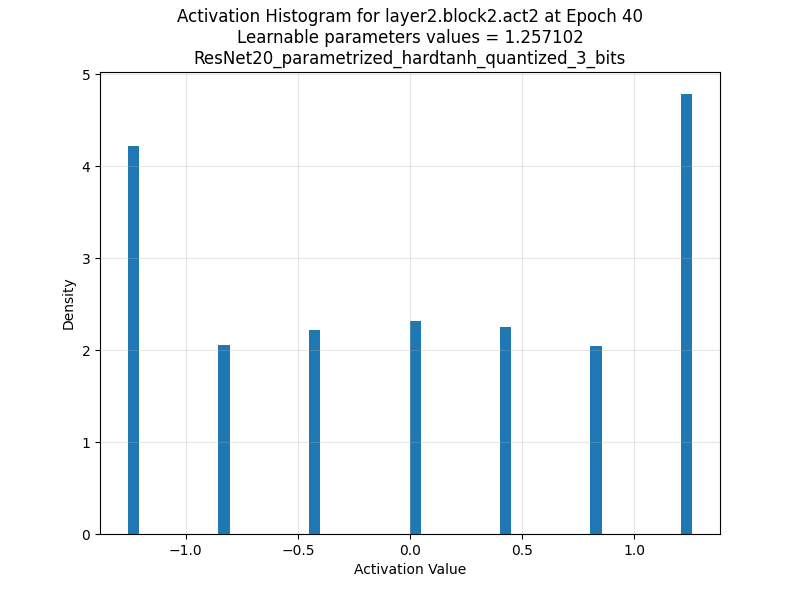 Activation Histogram for layer2.block2.act2 at Epoch 40
Learnable parameters values = 1.257102
ResNet20_parametrized_hardtanh_quantized_3_bits
Density
5
4
3
2
1
0
−1.0 −0.5 0.0 0.5 1.0
Activation Value